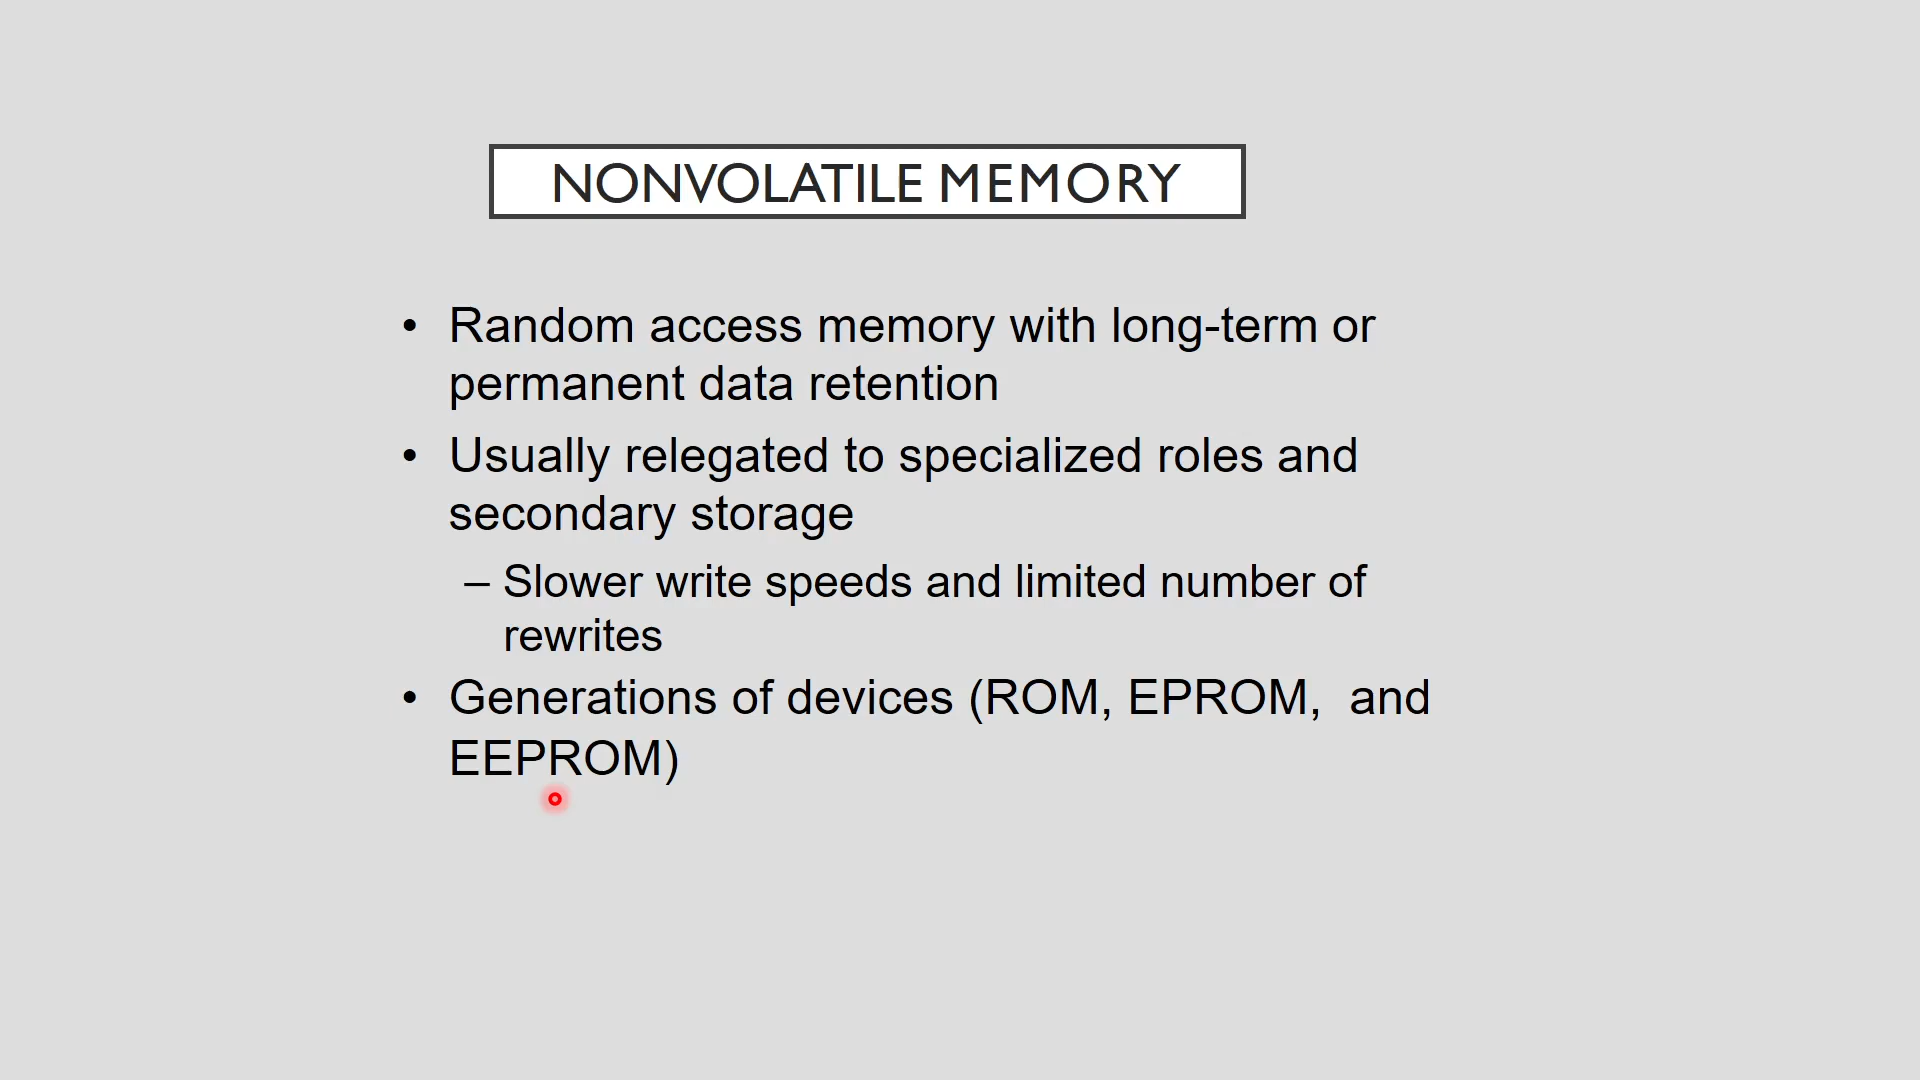 NONVOLATILE MEMORY
• Random access memory with long-term or
permanent data retention
• Usually relegated to specialized roles and
secondary storage
– Slower write speeds and limited number of
rewrites
• Generations of devices (ROM, EPROM,  and
EEPROM)